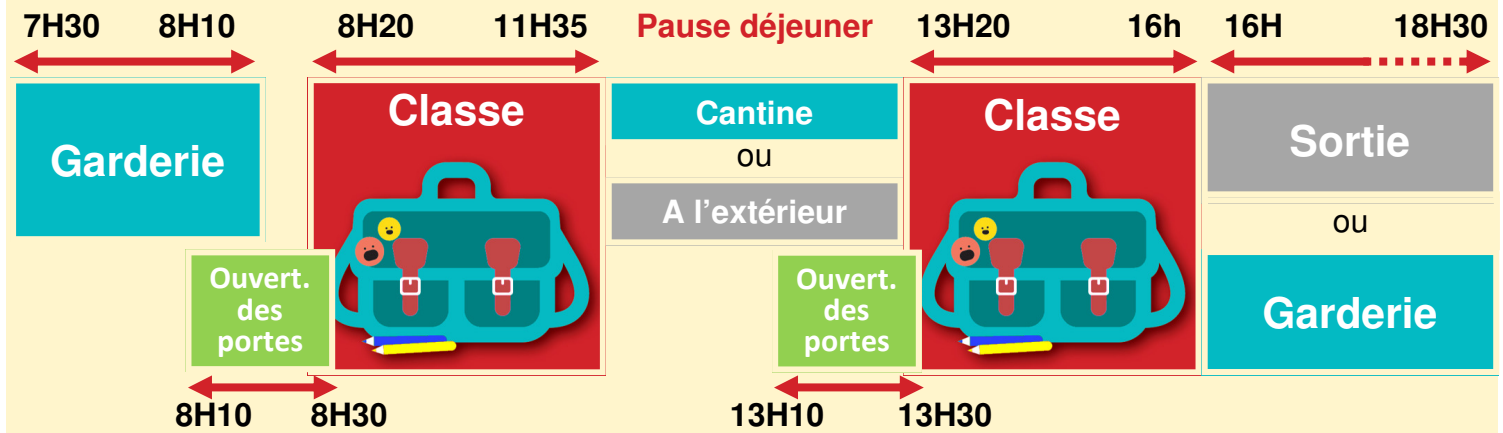 7H30 8H10 8H20 11H35 Pause déjeuner 13H20 16h 16H 18H30
Garderie
Classe
Cantine
ou
A l'extérieur
Classe
Sortie
ou
Garderie
Ouvert.
des
portes
8H10 8H30
Ouvert.
des
portes
13H10 13H30